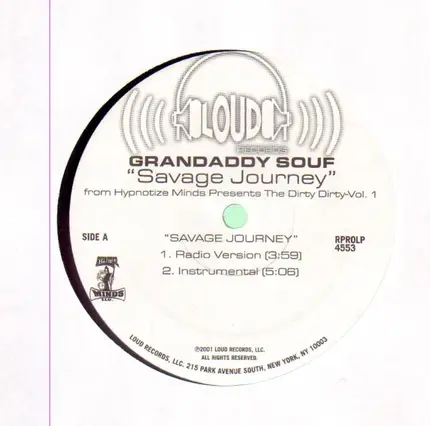 LOUD
RECORDS
GRANDADDY SOUF
"Savage Journey"
from Hypnotize Minds Presents The Dirty Dirty-Vol. 1
SIDE A
"SAVAGE JOURNEY"
RPROLP
4553
1. Radio Version (3:59)
2. Instrumental (5:06)
MINDS
℗2001 LOUD RECORDS, LLC.
ALL RIGHTS RESERVED
LOUD RECORDS, LLC. 215 PARK AVENUE SOUTH, NEW YORK, NY 10003